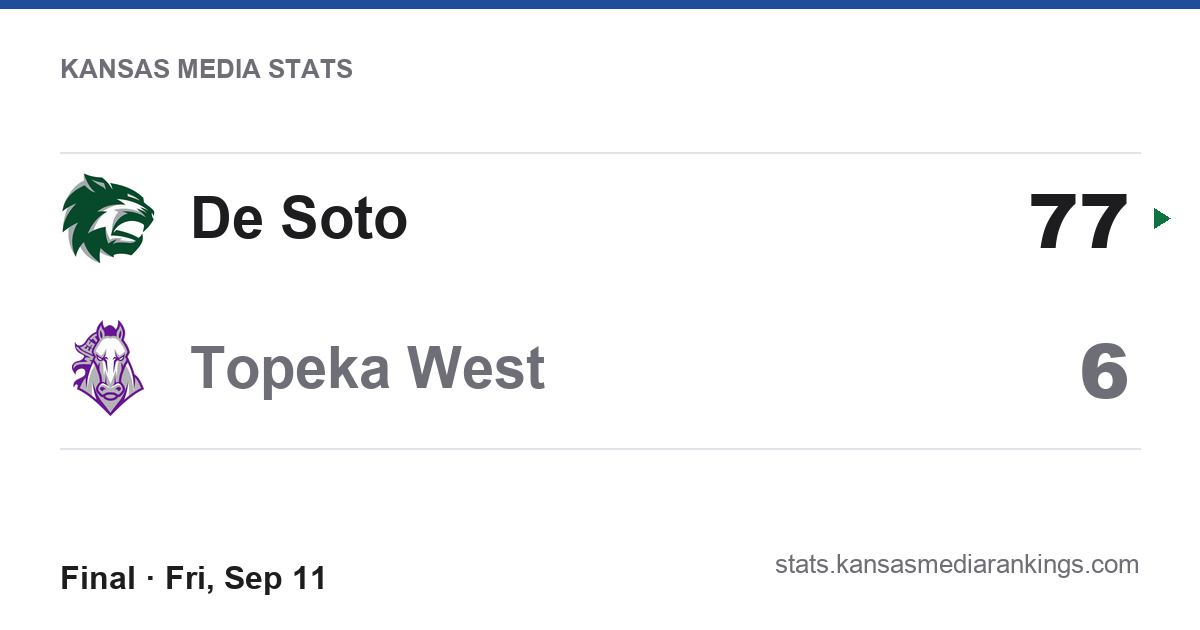 KANSAS MEDIA STATS
De Soto 77
Topeka West 6
Final · Fri, Sep 11
stats.kansasmediarankings.com